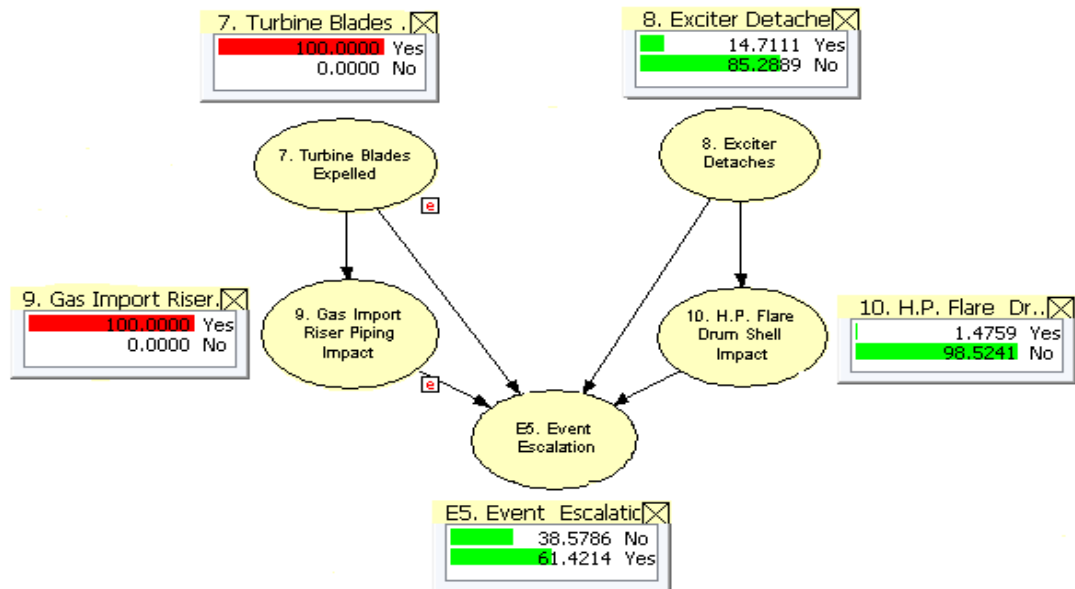 7. Turbine Blades .
100.0000 Yes
0.0000 No
8. Exciter Detache
14.7111 Yes
85.2889 No
7. Turbine Blades
Expelled
e
8. Exciter
Detaches
9. Gas Import Riser.
100.0000 Yes
0.0000 No
9. Gas Import
Riser Piping
Impact
e
10. H.P. Flare
Drum Shell
Impact
10. H.P. Flare Dr..
1.4759 Yes
98.5241 No
E5. Event
Escalation
E5. Event Escalatic
38.5786 No
61.4214 Yes